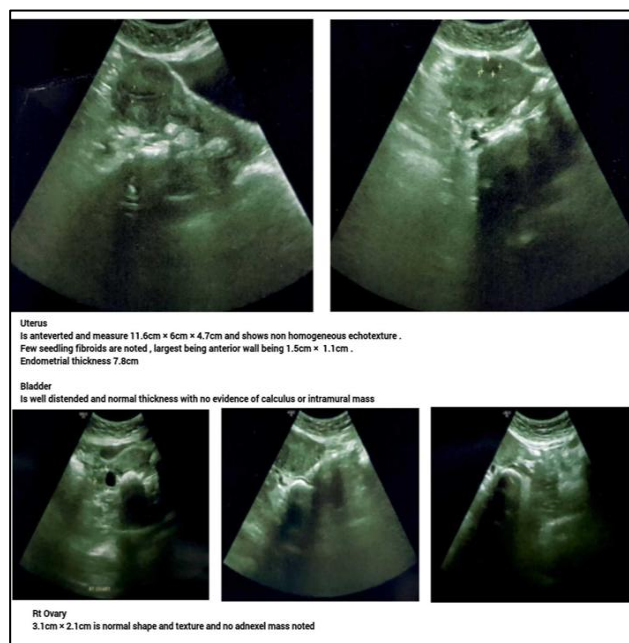 Uterus
Is anteverted and measure 11.6cm × 6cm × 4.7cm and shows non homogeneous echotexture .
Few seedling fibroids are noted , largest being anterior wall being 1.5cm × 1.1cm .
Endometrial thickness 7.8cm
Bladder
Is well distended and normal thickness with no evidence of calculus or intramural mass
RT OVARY
Rt Ovary
3.1cm × 2.1cm is normal shape and texture and no adnexel mass noted